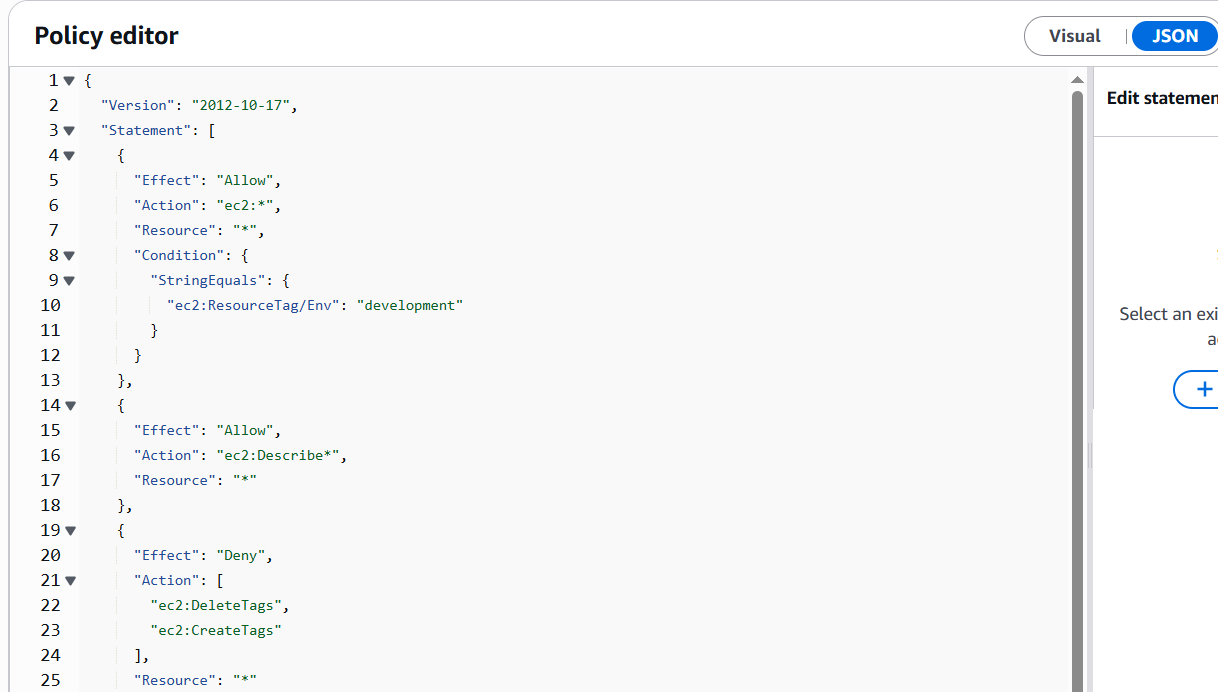 Policy editor
Visual
JSON
1 {
2 "Version": "2012-10-17",
3 "Statement": [
4 {
5 "Effect": "Allow",
6 "Action": "ec2:*",
7 "Resource": "*",
8 "Condition": {
9 "StringEquals": {
10 "ec2:ResourceTag/Env": "development"
11 }
12 }
13 },
14 {
15 "Effect": "Allow",
16 "Action": "ec2:Describe*",
17 "Resource": "*"
18 },
19 {
20 "Effect": "Deny",
21 "Action": [
22 "ec2:DeleteTags",
23 "ec2:CreateTags"
24 ],
25 "Resource": "*"
Edit statemen
Select an exi
+